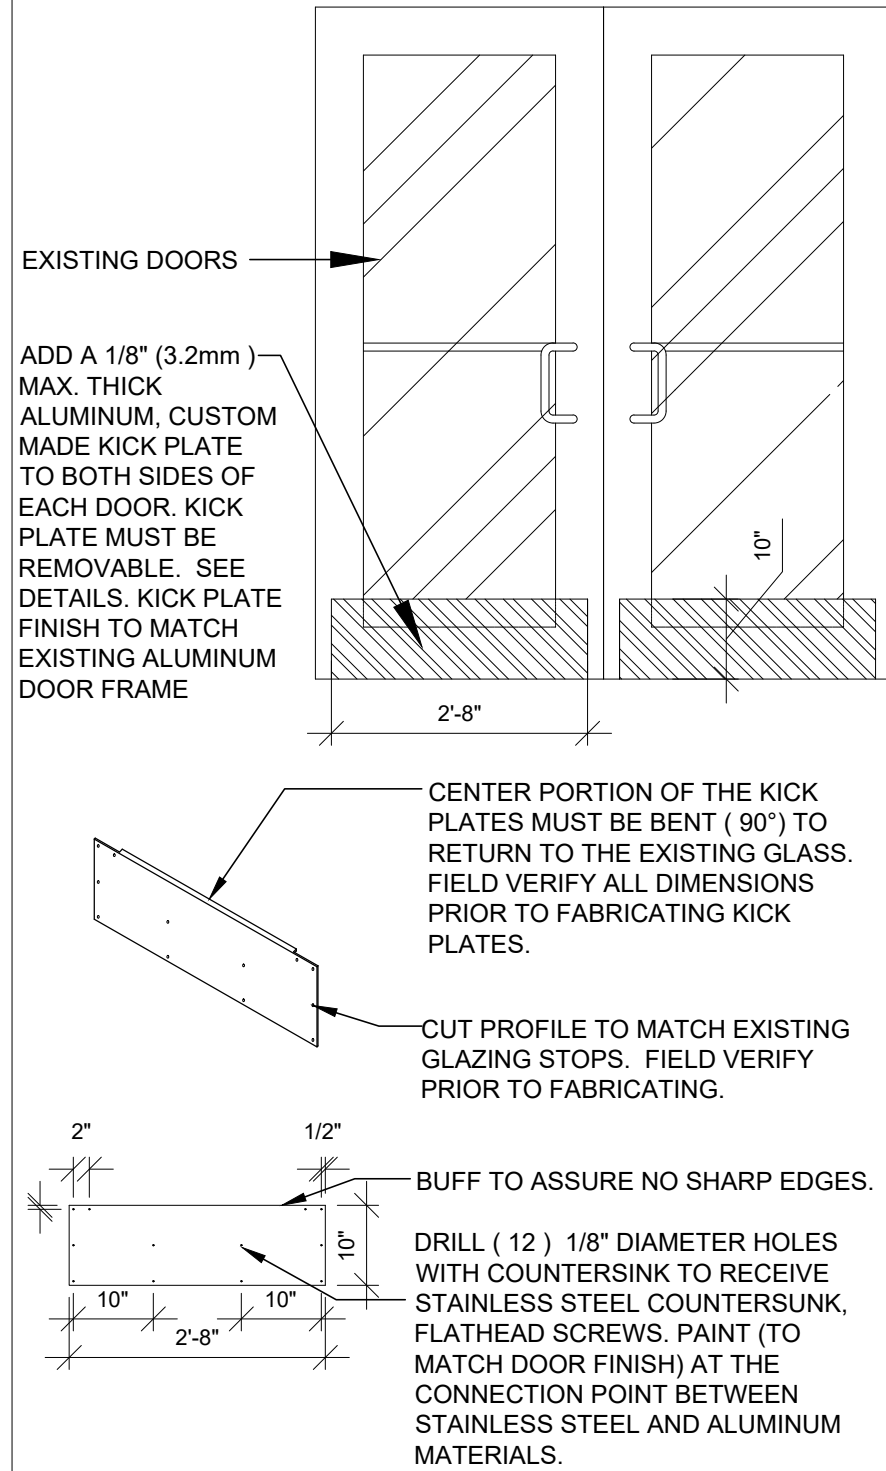 EXISTING DOORS
ADD A 1/8" (3.2mm )
MAX. THICK
ALUMINUM, CUSTOM
MADE KICK PLATE
TO BOTH SIDES OF
EACH DOOR. KICK
PLATE MUST BE
REMOVABLE.  SEE
DETAILS. KICK PLATE
FINISH TO MATCH
EXISTING ALUMINUM
DOOR FRAME
10"
2'-8"
CENTER PORTION OF THE KICK
PLATES MUST BE BENT ( 90°) TO
RETURN TO THE EXISTING GLASS.
FIELD VERIFY ALL DIMENSIONS
PRIOR TO FABRICATING KICK
PLATES.
CUT PROFILE TO MATCH EXISTING
GLAZING STOPS.  FIELD VERIFY
PRIOR TO FABRICATING.
2"
1/2"
BUFF TO ASSURE NO SHARP EDGES.
10"
10"
10"
2'-8"
DRILL ( 12 )  1/8" DIAMETER HOLES
WITH COUNTERSINK TO RECEIVE
STAINLESS STEEL COUNTERSUNK,
FLATHEAD SCREWS. PAINT (TO
MATCH DOOR FINISH) AT THE
CONNECTION POINT BETWEEN
STAINLESS STEEL AND ALUMINUM
MATERIALS.